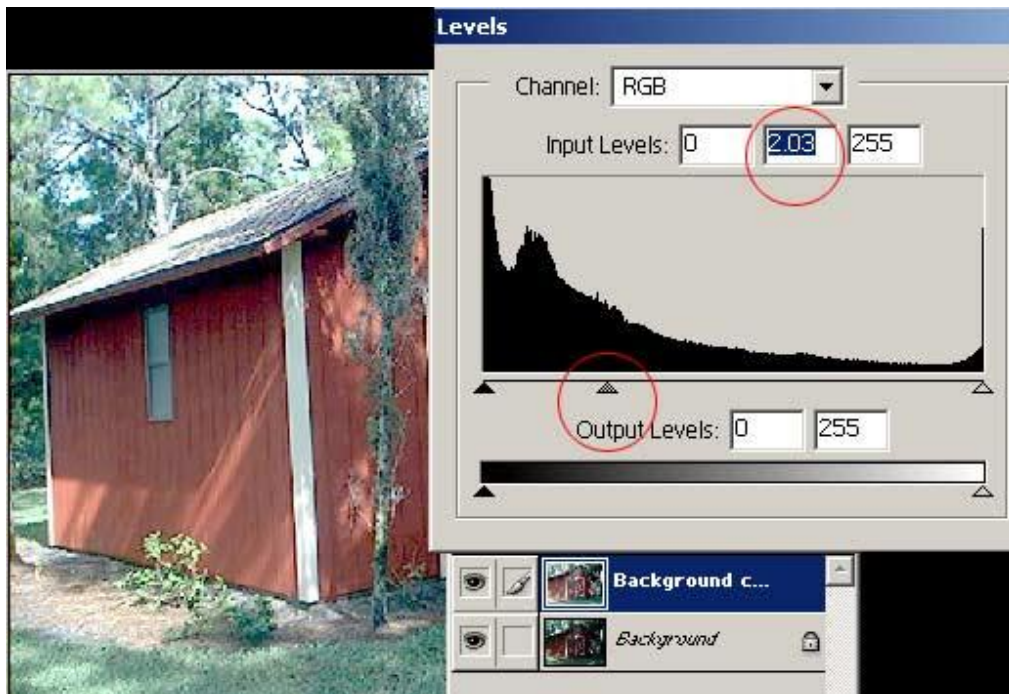 Levels
Channel: RGB
Input Levels: 0 2.03 255
Output Levels: 0 255
Background c...
Background